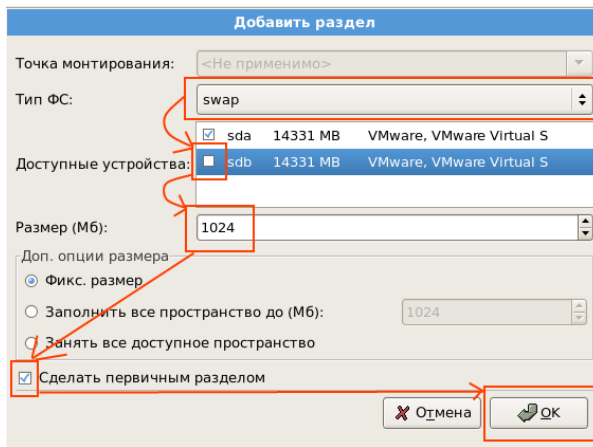 Добавить раздел
Точка монтирования: <Не применимо>
Тип ФС: swap
sda 14331 MB VMware, VMware Virtual S
Доступные устройства: sdb 14331 MB VMware, VMware Virtual S
Размер (Мб): 1024
Доп. опции размера
Фикс. размер
Заполнить все пространство до (Мб): 1024
Занять все доступное пространство
Сделать первичным разделом
Отмена OK